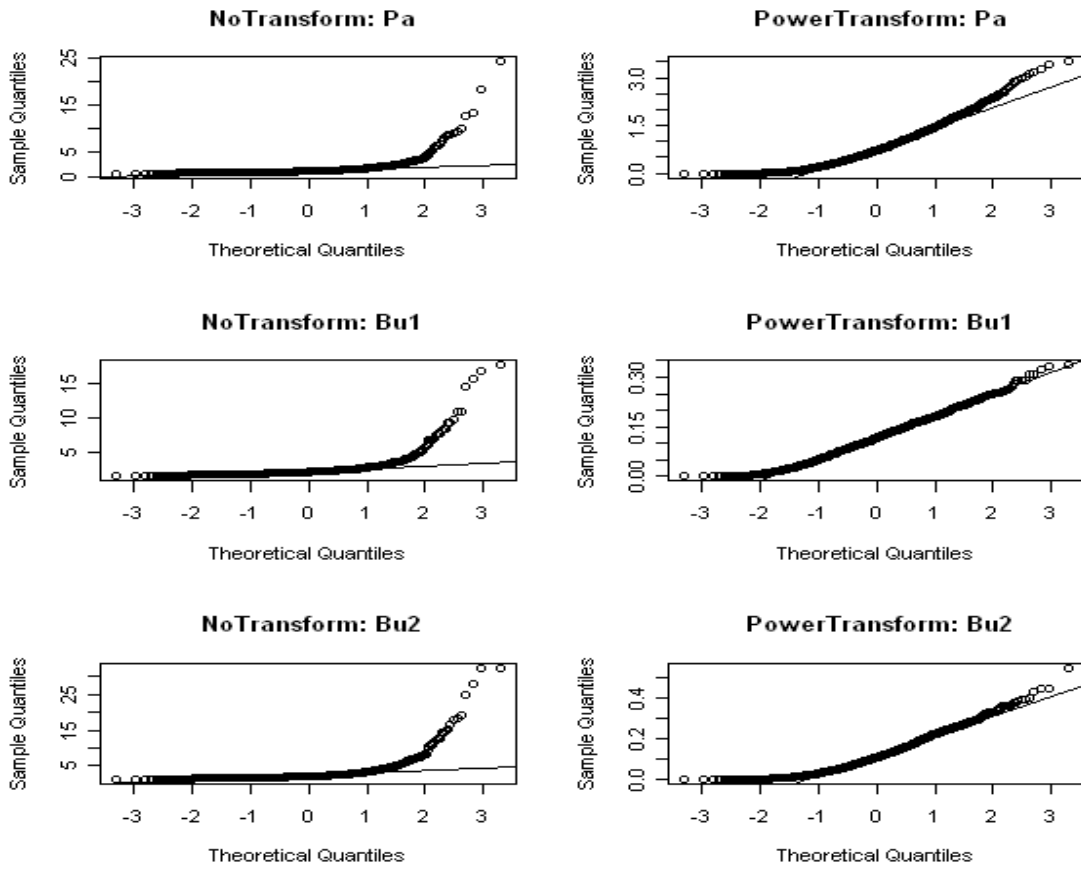 NoTransform: Pa
Sample Quantiles
0 5 15 25
-3 -2 -1 0 1 2 3
Theoretical Quantiles
PowerTransform: Pa
Sample Quantiles
0.0 1.5 3.0
-3 -2 -1 0 1 2 3
Theoretical Quantiles
NoTransform: Bu1
Sample Quantiles
5 10 15
-3 -2 -1 0 1 2 3
Theoretical Quantiles
PowerTransform: Bu1
Sample Quantiles
0.00 0.15 0.30
-3 -2 -1 0 1 2 3
Theoretical Quantiles
NoTransform: Bu2
Sample Quantiles
5 15 25
-3 -2 -1 0 1 2 3
Theoretical Quantiles
PowerTransform: Bu2
Sample Quantiles
0.0 0.2 0.4
-3 -2 -1 0 1 2 3
Theoretical Quantiles